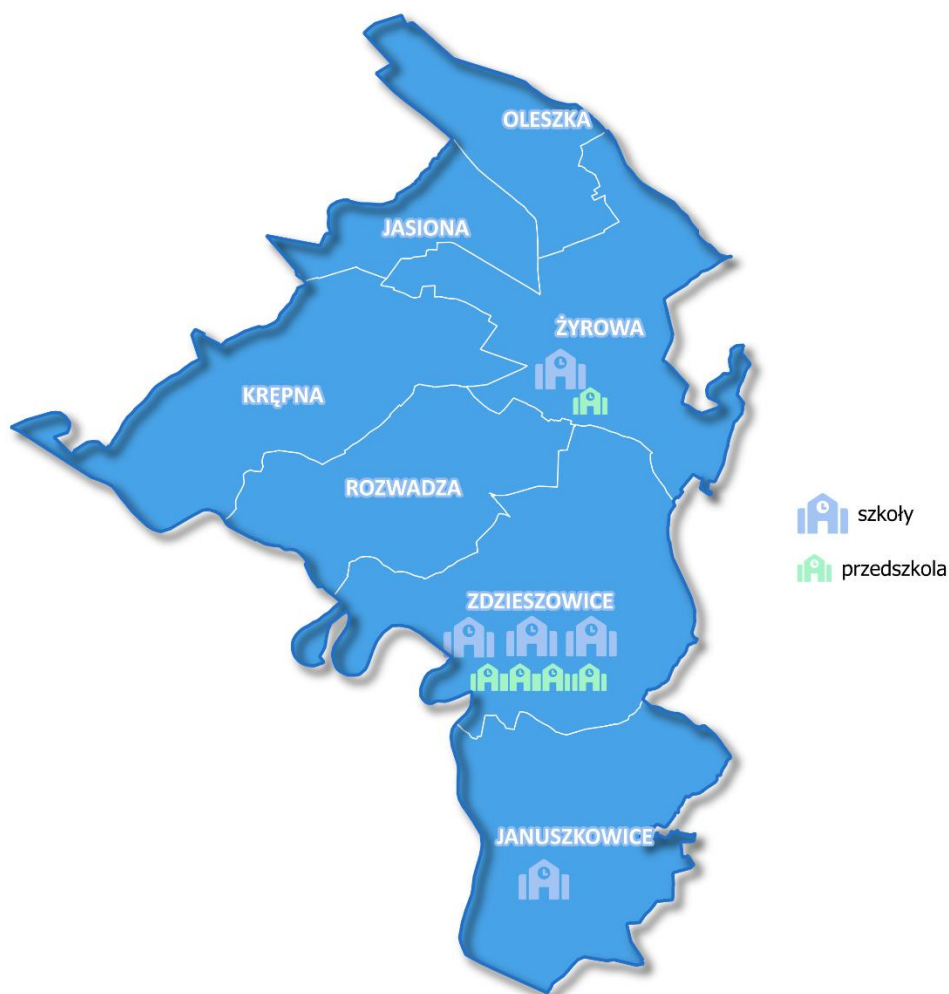 OLESZKA
JASIONA
ŻYROWA
KRĘPNA
ROZWADZA
szkoły
przedszkola
ZDZIESZOWICE
JANUSZKOWICE